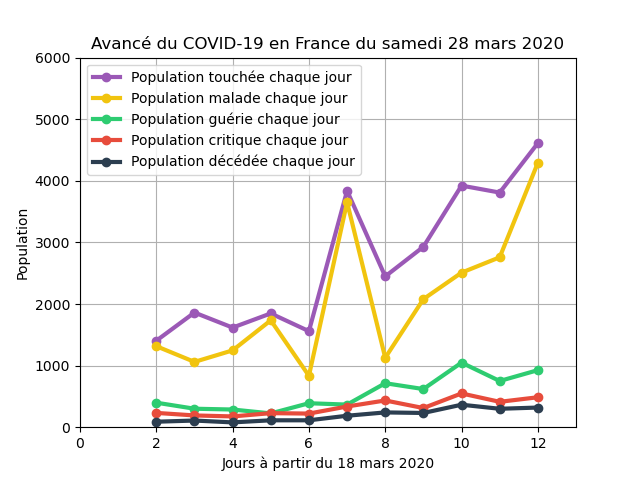 Avancé du COVID-19 en France du samedi 28 mars 2020
6000
5000
4000
3000
2000
1000
0
Population
Population touchée chaque jour
Population malade chaque jour
Population guérie chaque jour
Population critique chaque jour
Population décédée chaque jour
0 2 4 6 8 10 12
Jours à partir du 18 mars 2020